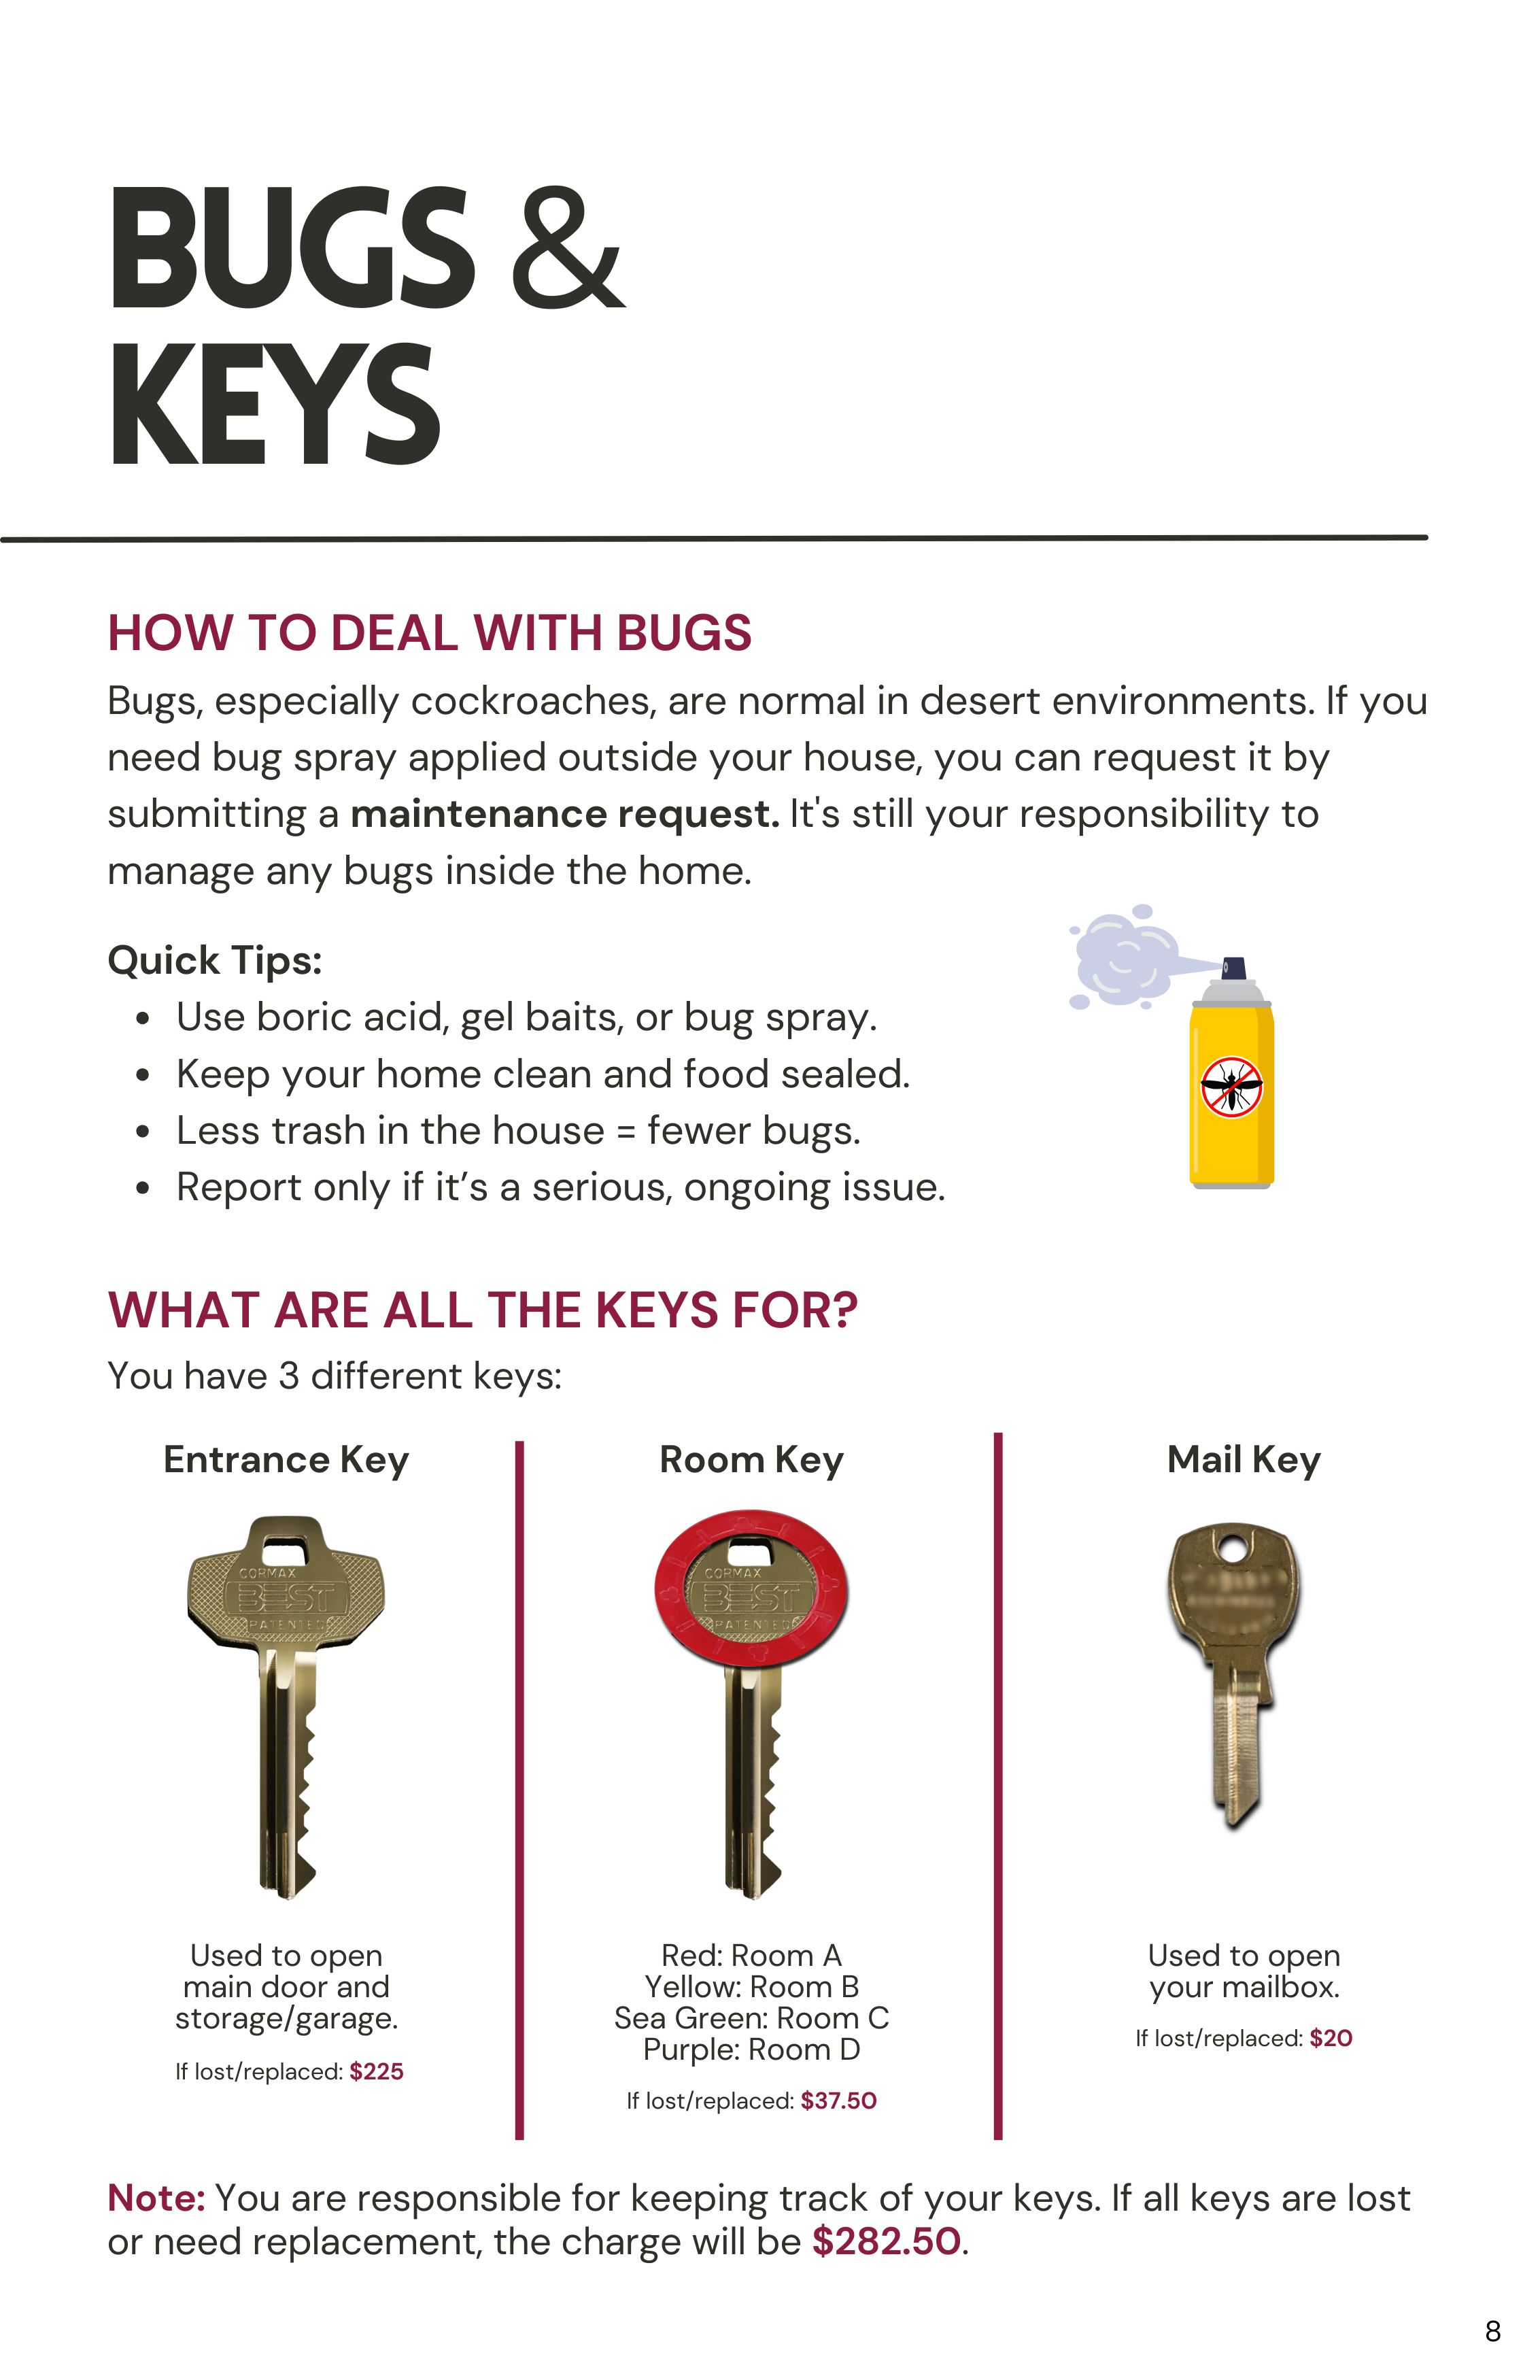 BUGS &
KEYS
HOW TO DEAL WITH BUGS
Bugs, especially cockroaches, are normal in desert environments. If you
need bug spray applied outside your house, you can request it by
submitting a maintenance request. It's still your responsibility to
manage any bugs inside the home.
Quick Tips:
• Use boric acid, gel baits, or bug spray.
• Keep your home clean and food sealed.
• Less trash in the house = fewer bugs.
• Report only if it’s a serious, ongoing issue.
WHAT ARE ALL THE KEYS FOR?
You have 3 different keys:
Entrance Key
CORMAX
BEST
PATENTED
Used to open
main door and
storage/garage.
If lost/replaced: $225
Room Key
CORMAX
BEST
PATENTED
Red: Room A
Yellow: Room B
Sea Green: Room C
Purple: Room D
If lost/replaced: $37.50
Mail Key
Used to open
your mailbox.
If lost/replaced: $20
Note: You are responsible for keeping track of your keys. If all keys are lost
or need replacement, the charge will be $282.50.
8